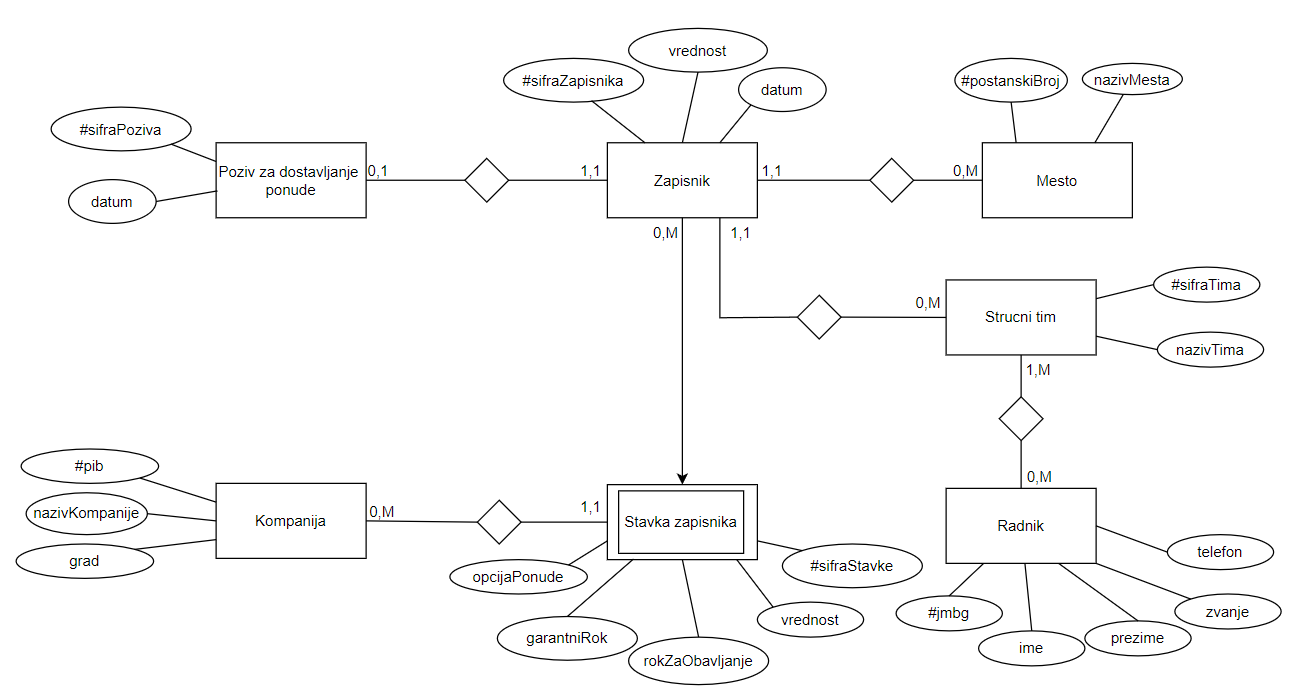 vrednost
#sifraZapisnika
datum
#postanskiBroj
nazivMesta
#sifraPoziva
datum
Poziv za dostavljanje
ponude
0,1
1,1
Zapisnik
1,1
0,M
Mesto
0,M
1,1
#sifraTima
0,M
Strucni tim
nazivTima
1,M
#pib
nazivKompanije
grad
Kompanija
0,M
1,1
Stavka zapisnika
0,M
Radnik
opcijaPonude
#sifraStavke
vrednost
garantniRok
rokZaObavljanje
telefon
zvanje
#jmbg
ime
prezime